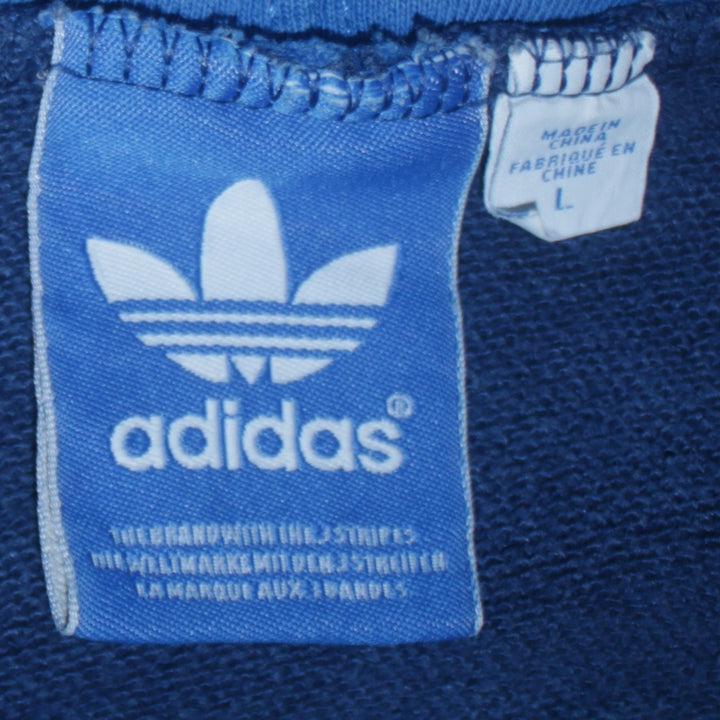 adidas®
THE BRAND WITH THE 3 STRIPES
DIE WELTMARKE MIT DEN 3 STREIFEN
LA MARQUE AUX 3 BANDES
MADE IN
CHINA
FABRIQUÉ EN
CHINE
L